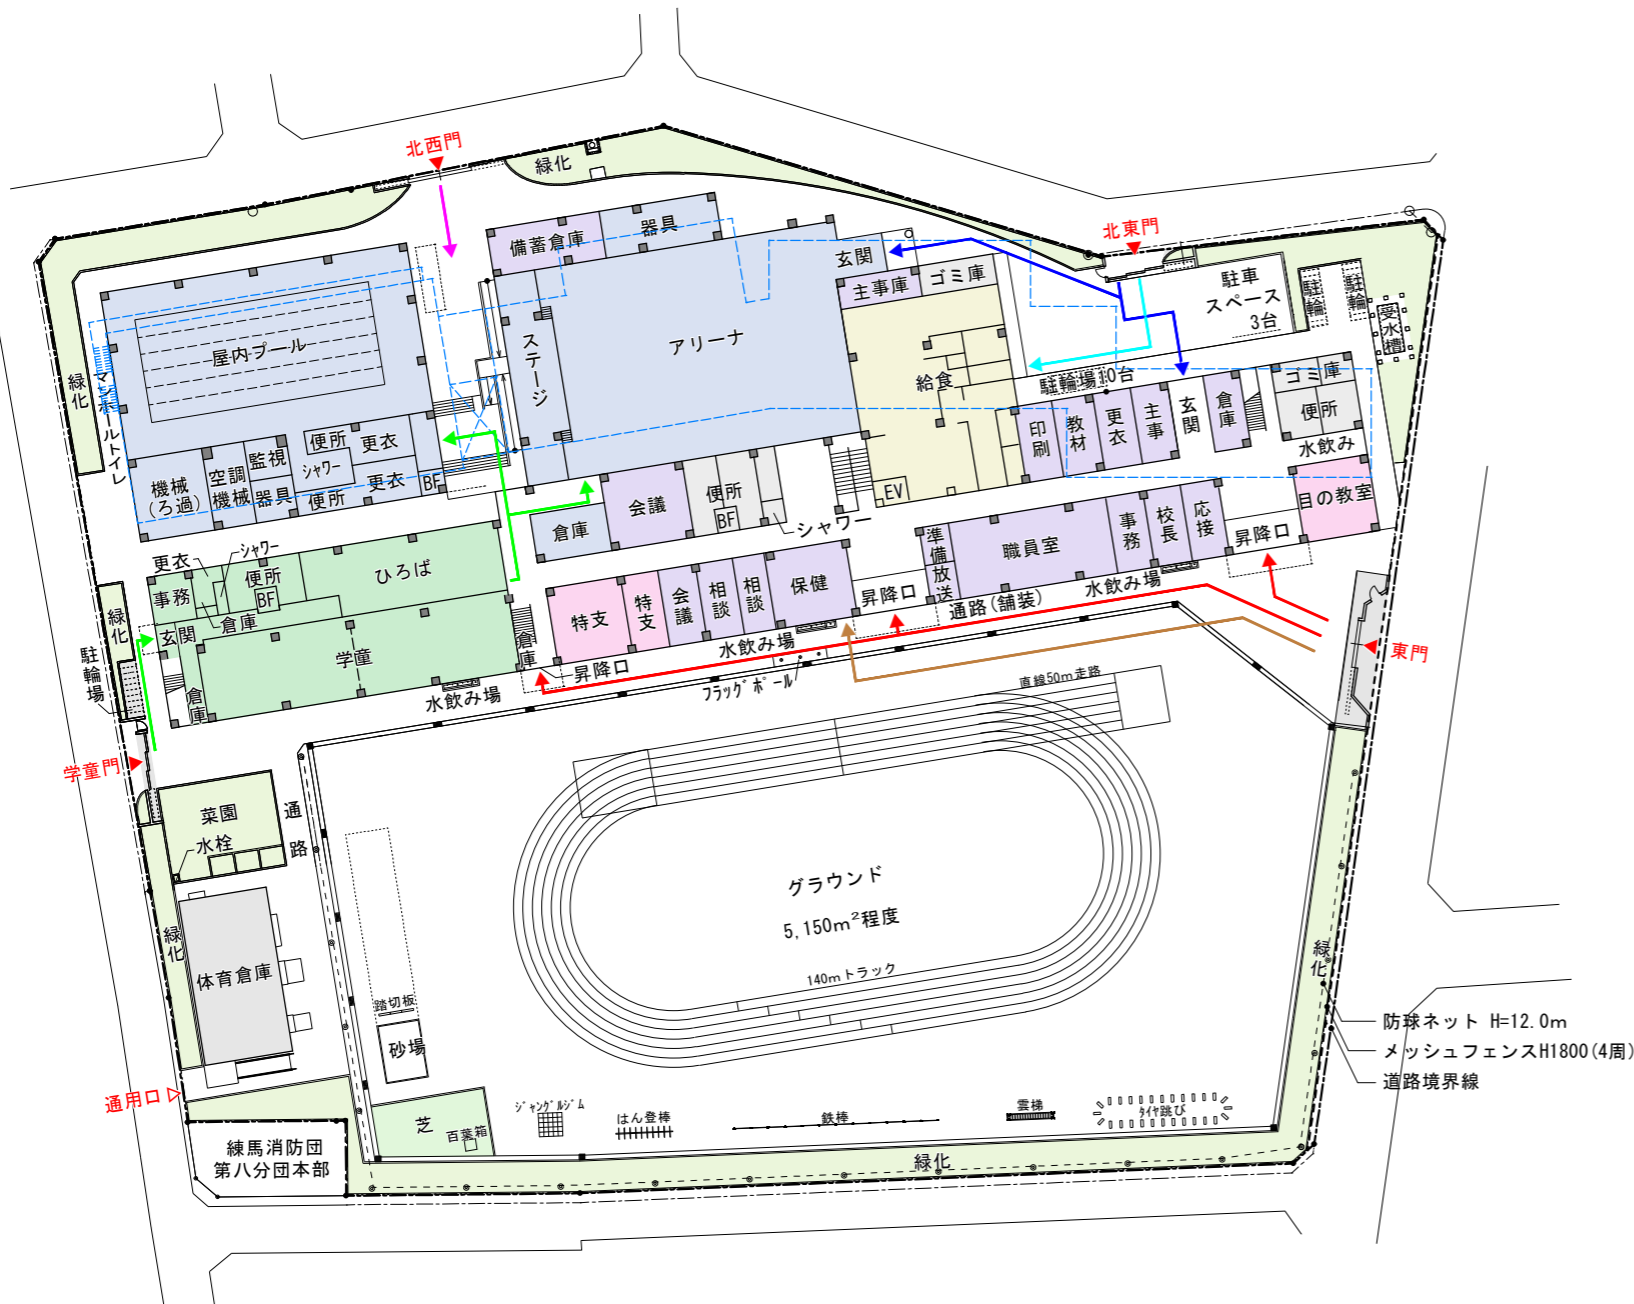 北西門
緑化
北東門
備蓄倉庫
器具
玄関
主事庫
ゴミ庫
駐車
スペース
3台
駐輪
駐輪
受水槽
屋内プール
ステージ
アリーナ
給食
駐輪場10台
緑化
マンホールトイレ
ゴミ庫
便所
水飲み
印刷
教材
更衣
主事
玄関
倉庫
便所
更衣
監視
シャワー
空調
機械
機械
(ろ過)
器具
便所
更衣
BF
会議
便所
BF
EV
シャワー
倉庫
目の教室
準備
放送
職員室
事務
校長
応接
昇降口
更衣
シャワー
便所
BF
ひろば
事務
倉庫
緑化
玄関
学童
倉庫
倉庫
駐輪場
特支
特支
会議
相談
相談
保健
昇降口
通路(舗装)
水飲み場
水飲み場
昇降口
水飲み場
フラッグポール
東門
直線50m走路
学童門
菜園
水栓
通路
グラウンド
5,150m²程度
140mトラック
緑化
体育倉庫
踏切板
砂場
緑化
防球ネット H=12.0m
メッシュフェンスH1800(4周)
道路境界線
通用口
芝
百葉箱
ジャングルジム
はん登棒
鉄棒
雲梯
タイヤ跳び
緑化
練馬消防団
第八分団本部